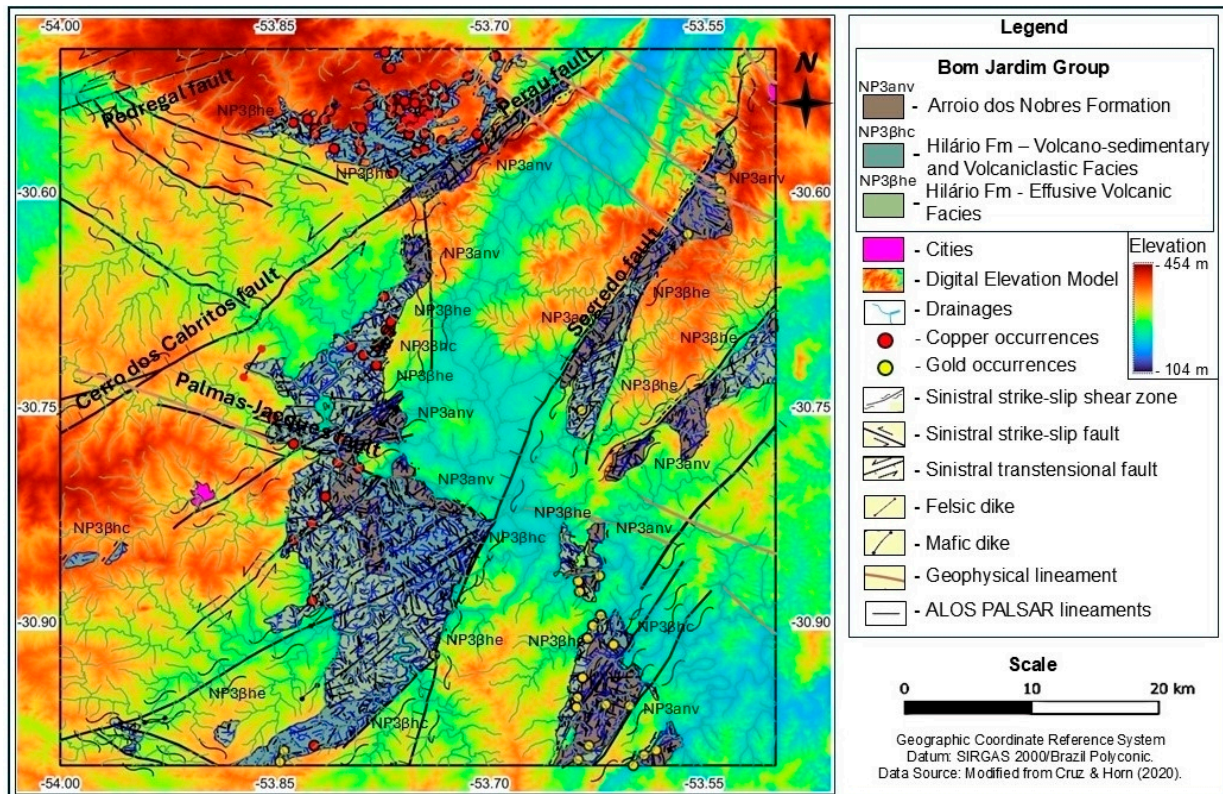 -54.00 -53.85 -53.70 -53.55
N
Pedregal fault
Perau fault
NP3βhe
NP3βhc
NP3anv
NP3anv
-30.60 -30.60
NP3anv
Segredo fault
NP3βhe
NP3βhe
NP3anv
NP3βhe
Cerro dos Cabritos fault
NP3βhc
NP3βhe
NP3βhe
Palmas-Jacques fault
-30.75 -30.75
NP3anv
NP3anv
NP3anv
NP3βhe
NP3anv
NP3βhc
NP3βhc
-30.90 -30.90
NP3βhc
NP3βhe
NP3βhe
NP3βhe
NP3anv
NP3βhc
-54.00 -53.85 -53.70 -53.55
Legend
Bom Jardim Group
NP3anv
- Arroio dos Nobres Formation
NP3βhc
- Hilário Fm – Volcano-sedimentary
and Volcaniclastic Facies
NP3βhe
- Hilário Fm - Effusive Volcanic
Facies
- Cities
- Digital Elevation Model
- Drainages
- Copper occurrences
- Gold occurrences
- Sinistral strike-slip shear zone
- Sinistral strike-slip fault
- Sinistral transtensional fault
- Felsic dike
- Mafic dike
- Geophysical lineament
- ALOS PALSAR lineaments
Elevation
- 454 m
- 104 m
Scale
0 10 20 km
Geographic Coordinate Reference System
Datum: SIRGAS 2000/Brazil Polyconic.
Data Source: Modified from Cruz & Horn (2020).